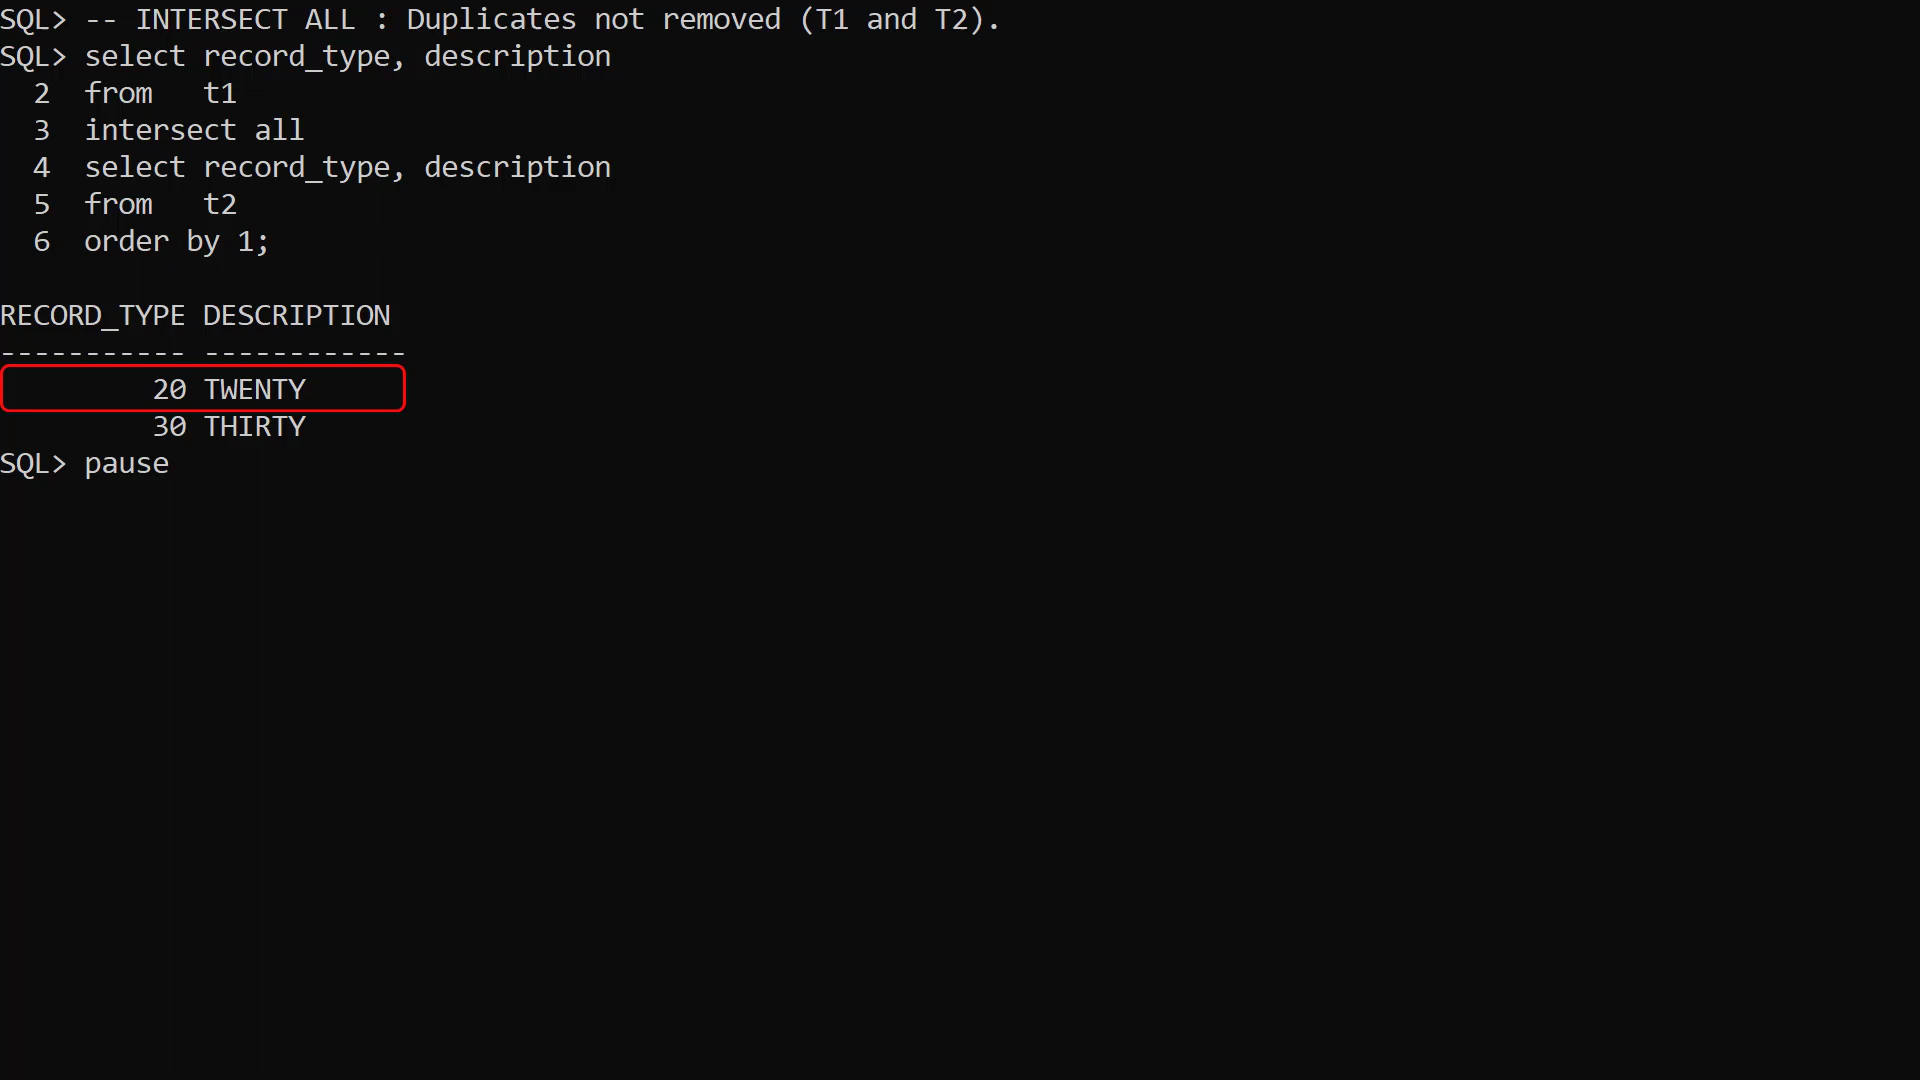 SQL> -- INTERSECT ALL : Duplicates not removed (T1 and T2).
SQL> select record_type, description
  2  from   t1
  3  intersect all
  4  select record_type, description
  5  from   t2
  6  order by 1;

RECORD_TYPE DESCRIPTION
----------- ------------
         20 TWENTY
         30 THIRTY
SQL> pause